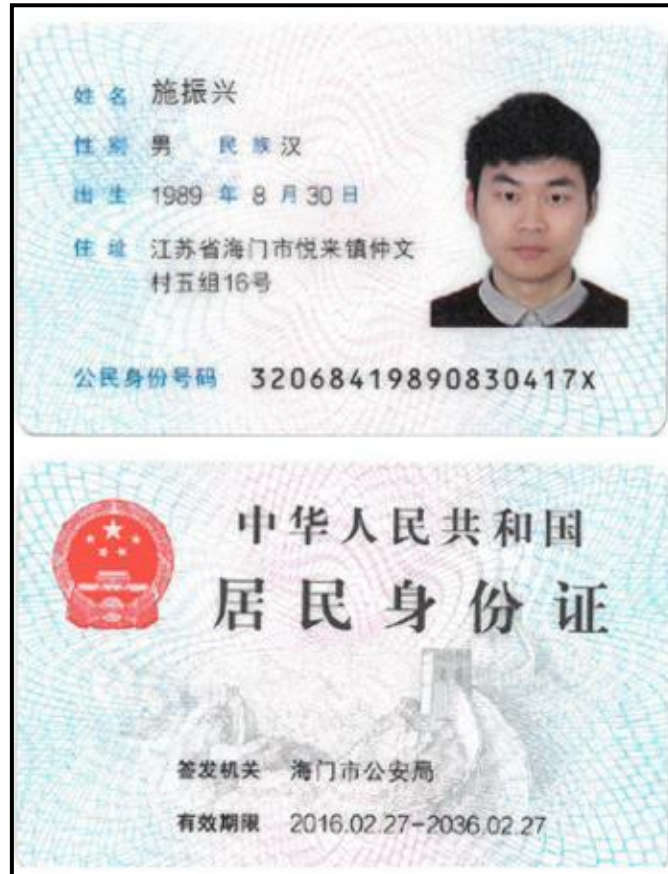 姓名 施振兴
性别 男 民族 汉
出生 1989 年 8 月 30 日
住址 江苏省海门市悦来镇仲文
村五组16号
公民身份号码 32068419890830417X
中华人民共和国
居民身份证
签发机关 海门市公安局
有效期限 2016.02.27-2036.02.27